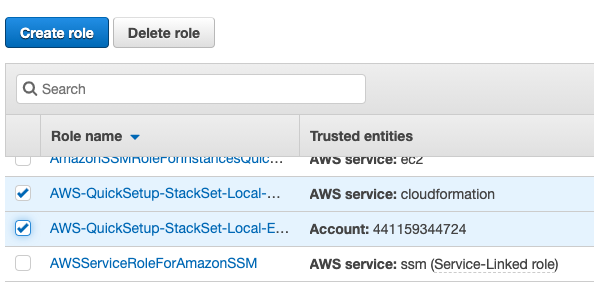 Create role Delete role
Search
Role name Trusted entities
AmazonSSMRoleForInstancesQuic... AWS service: ec2
AWS-QuickSetup-StackSet-Local-... AWS service: cloudformation
AWS-QuickSetup-StackSet-Local-E... Account: 441159344724
AWSServiceRoleForAmazonSSM AWS service: ssm (Service-Linked role)